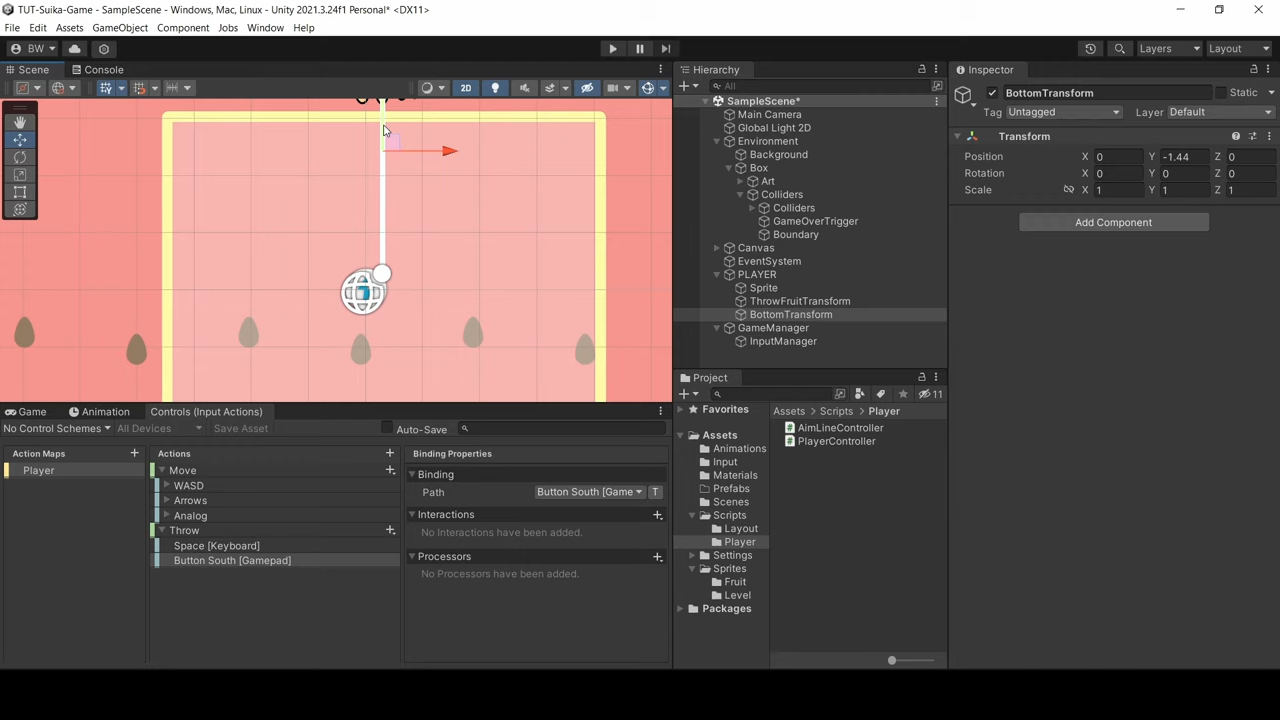 TUT-Suika-Game - SampleScene - Windows, Mac, Linux - Unity 2021.3.24f1 Personal* <DX11>
File Edit Assets GameObject Component Jobs Window Help
BW Layers Layout
Scene Console
2D
Hierarchy
All
SampleScene*
Main Camera
Global Light 2D
Environment
Background
Box
Art
Colliders
Colliders
GameOverTrigger
Boundary
Canvas
EventSystem
PLAYER
Sprite
ThrowFruitTransform
BottomTransform
GameManager
InputManager
Inspector
BottomTransform Static
Tag Untagged Layer Default
Transform
Position X 0 Y -1.44 Z 0
Rotation X 0 Y 0 Z 0
Scale X 1 Y 1 Z 1
Add Component
Game Animation Controls (Input Actions)
No Control Schemes All Devices Save Asset Auto-Save
Action Maps
Player
Actions
Move
WASD
Arrows
Analog
Throw
Space [Keyboard]
Button South [Gamepad]
Binding Properties
Binding
Path Button South [Game T
Interactions
No Interactions have been added.
Processors
No Processors have been added.
Project
11
Favorites
Assets
Animations
Input
Materials
Prefabs
Scenes
Scripts
Layout
Player
Settings
Sprites
Fruit
Level
Packages
Assets Scripts Player
AimLineController
PlayerController